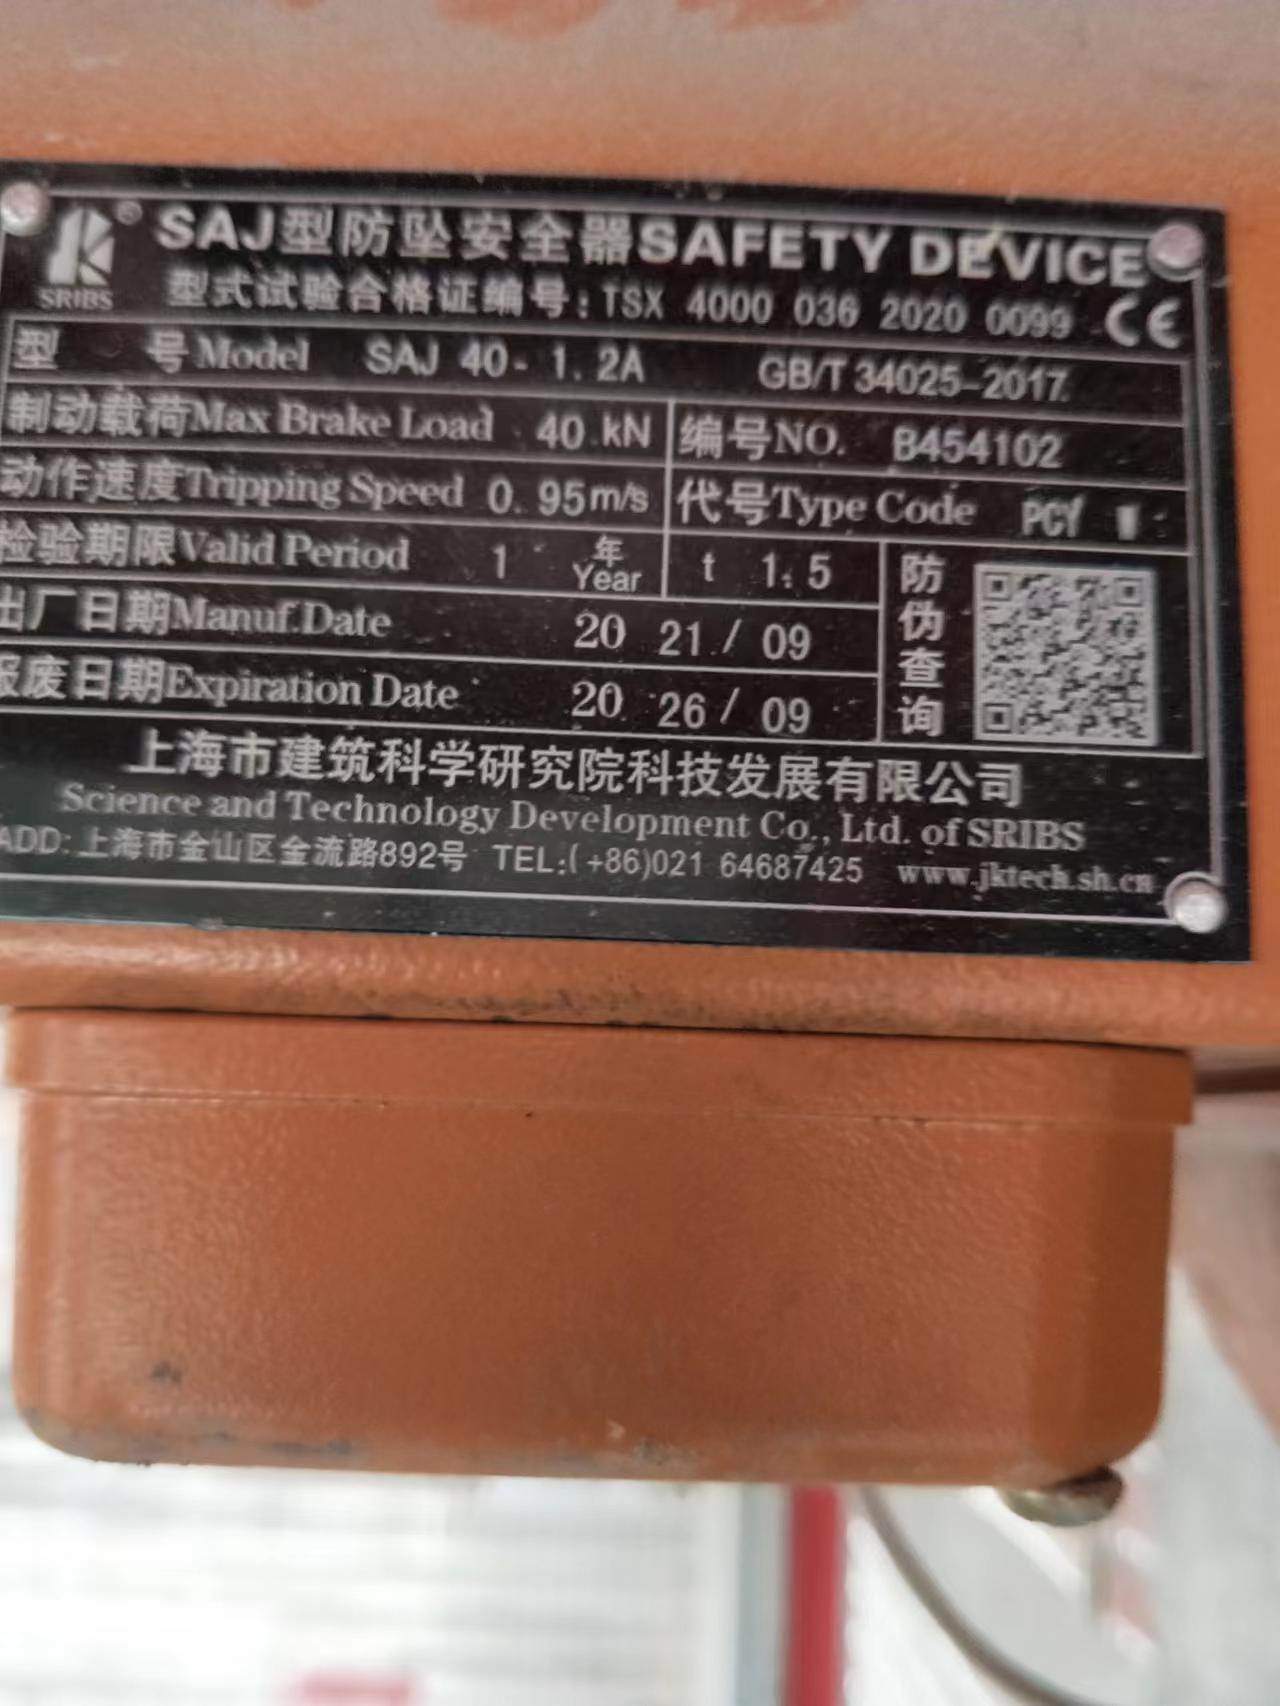 SRIBS ®
SAJ型防坠安全器SAFETY DEVICE
型式试验合格证编号:TSX 4000 036 2020 0099 CE
型 号Model SAJ 40-1.2A GB/T 34025-2017
制动载荷Max Brake Load 40 kN 编号NO. B454102
动作速度Tripping Speed 0.95m/s 代号Type Code PCY
检验期限Valid Period 1 年 Year t 1.5
出厂日期Manuf.Date 20 21/09
报废日期Expiration Date 20 26/09
防伪查询
上海市建筑科学研究院科技发展有限公司
Science and Technology Development Co., Ltd. of SRIBS
ADD:上海市金山区金流路892号 TEL:(+86)021 64687425 www.jktech.sh.cn